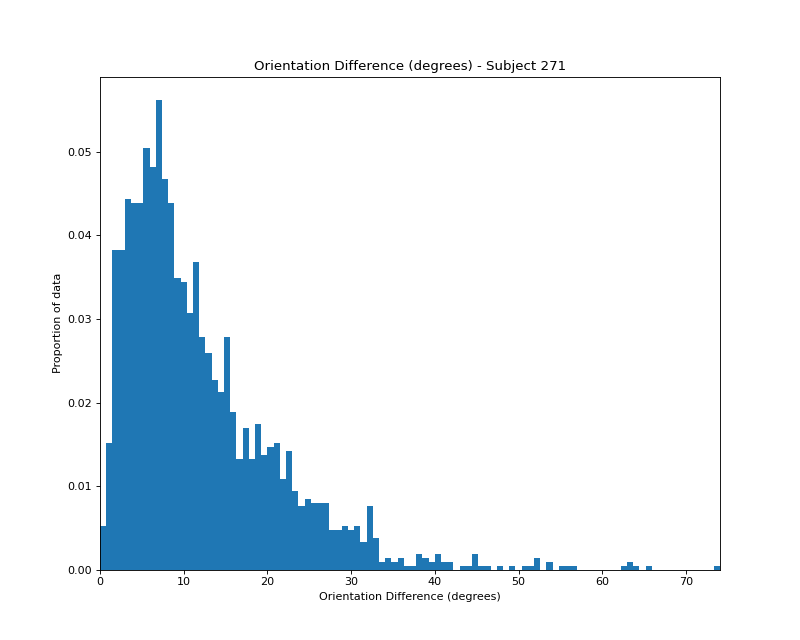 Orientation Difference (degrees) - Subject 271
Proportion of data
0.05
0.04
0.03
0.02
0.01
0.00
0 10 20 30 40 50 60 70
Orientation Difference (degrees)